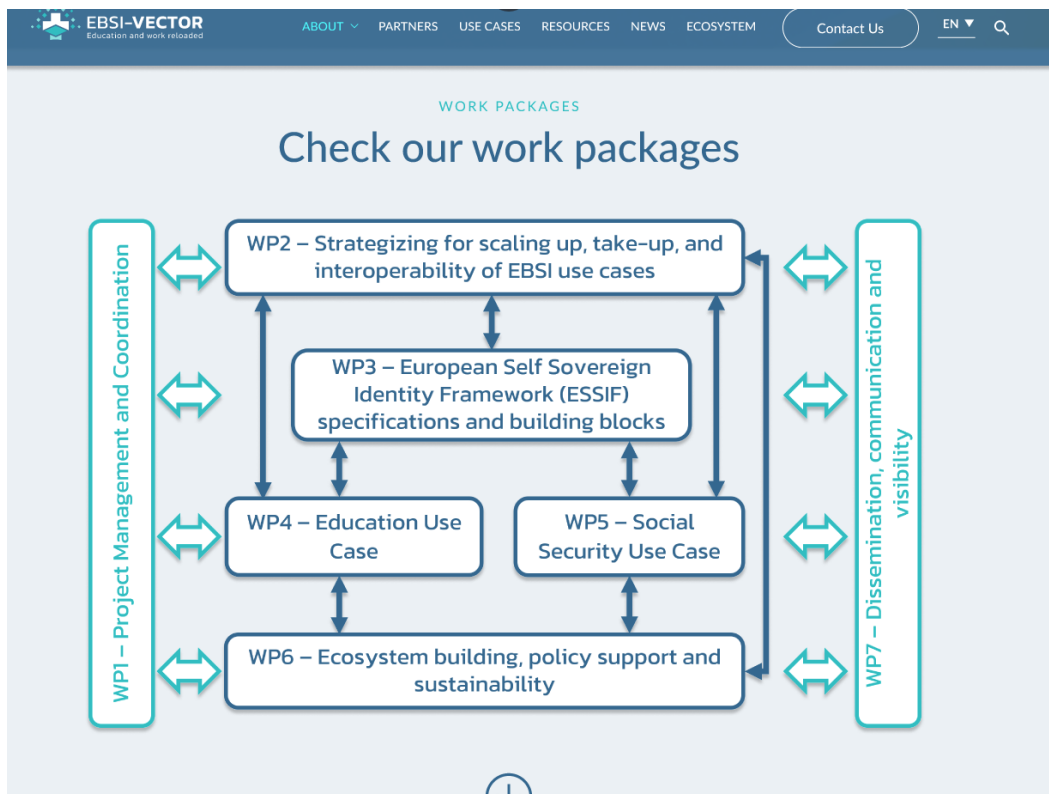 EBSI-VECTOR
Education and work reloaded
ABOUT
PARTNERS
USE CASES
RESOURCES
NEWS
ECOSYSTEM
Contact Us
EN
WORK PACKAGES
Check our work packages
WP1 – Project Management and Coordination
WP2 – Strategizing for scaling up, take-up, and
interoperability of EBSI use cases
WP3 – European Self Sovereign
Identity Framework (ESSIF)
specifications and building blocks
WP4 – Education Use
Case
WP5 – Social
Security Use Case
WP6 – Ecosystem building, policy support and
sustainability
WP7 – Dissemination, communication and
visibility